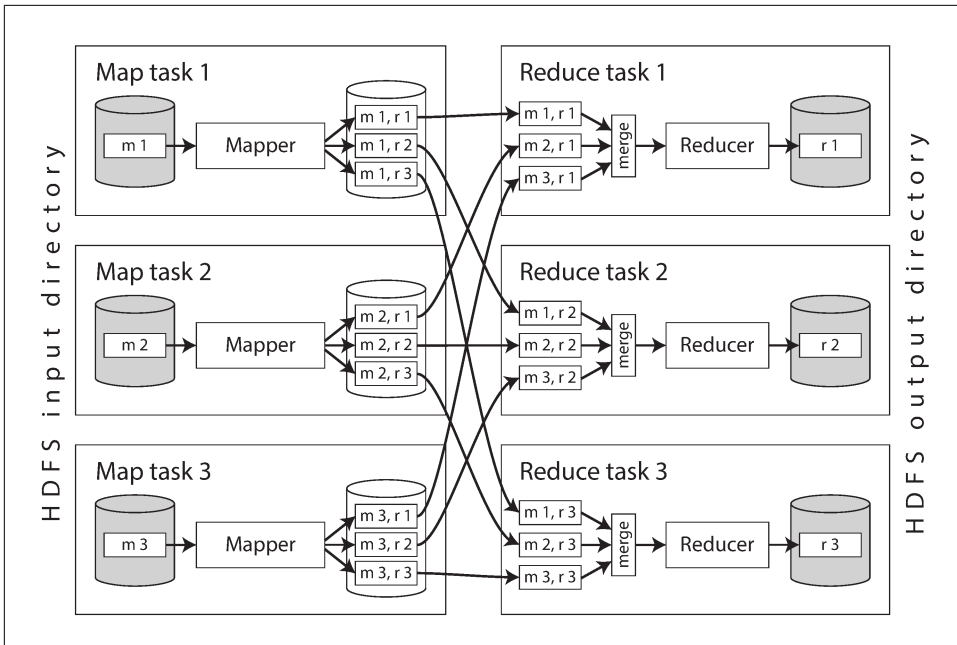 HDFS input directory
Map task 1
m 1
Mapper
m 1, r 1
m 1, r 2
m 1, r 3
Reduce task 1
m 1, r 1
m 2, r 1
m 3, r 1
merge
Reducer
r 1
Map task 2
m 2
Mapper
m 2, r 1
m 2, r 2
m 2, r 3
Reduce task 2
m 1, r 2
m 2, r 2
m 3, r 2
merge
Reducer
r 2
Map task 3
m 3
Mapper
m 3, r 1
m 3, r 2
m 3, r 3
Reduce task 3
m 1, r 3
m 2, r 3
m 3, r 3
merge
Reducer
r 3
HDFS output directory